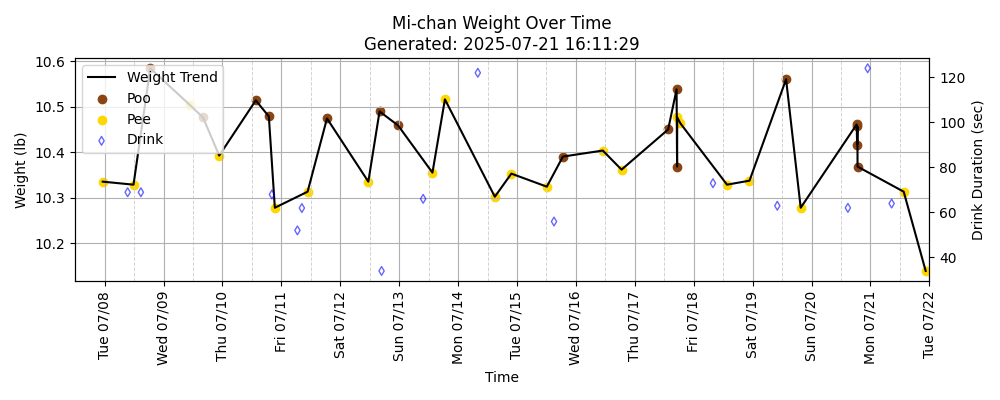 Mi-chan Weight Over Time
Generated: 2025-07-21 16:11:29
Weight (lb)
10.6
10.5
10.4
10.3
10.2
Weight Trend
Poo
Pee
Drink
120
100
80
60
40
Drink Duration (sec)
Tue 07/08
Wed 07/09
Thu 07/10
Fri 07/11
Sat 07/12
Sun 07/13
Mon 07/14
Tue 07/15
Wed 07/16
Thu 07/17
Fri 07/18
Sat 07/19
Sun 07/20
Mon 07/21
Tue 07/22
Time